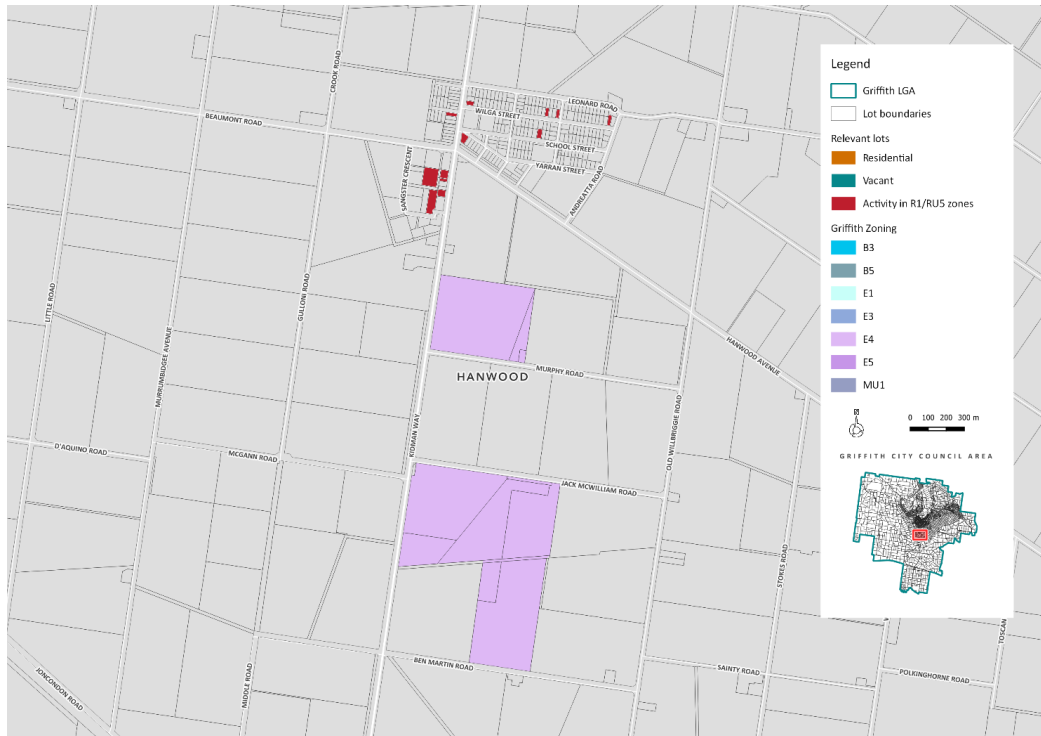 CROOK ROAD
BEAUMONT ROAD
LEONARD ROAD
WILGA STREET
SCHOOL STREET
YARRAN STREET
SANGSTER CRESCENT
ANDREATTA ROAD
LITTLE ROAD
MURRUMBIDGEE AVENUE
GULLONI ROAD
HANWOOD AVENUE
MURPHY ROAD
HANWOOD
KIDMAN WAY
OLD WILLBRIGGIE ROAD
D'AQUINO ROAD
MCGANN ROAD
JACK MCWILLIAM ROAD
STOKES ROAD
BEN MARTIN ROAD
SAINTY ROAD
POLKINGHORNE ROAD
TOSCAN
JONDONDON ROAD
MIDDLE ROAD
Legend
Griffith LGA
Lot boundaries
Relevant lots
Residential
Vacant
Activity in R1/RU5 zones
Griffith Zoning
B3
B5
E1
E3
E4
E5
MU1
0 100 200 300 m
GRIFFITH CITY COUNCIL AREA